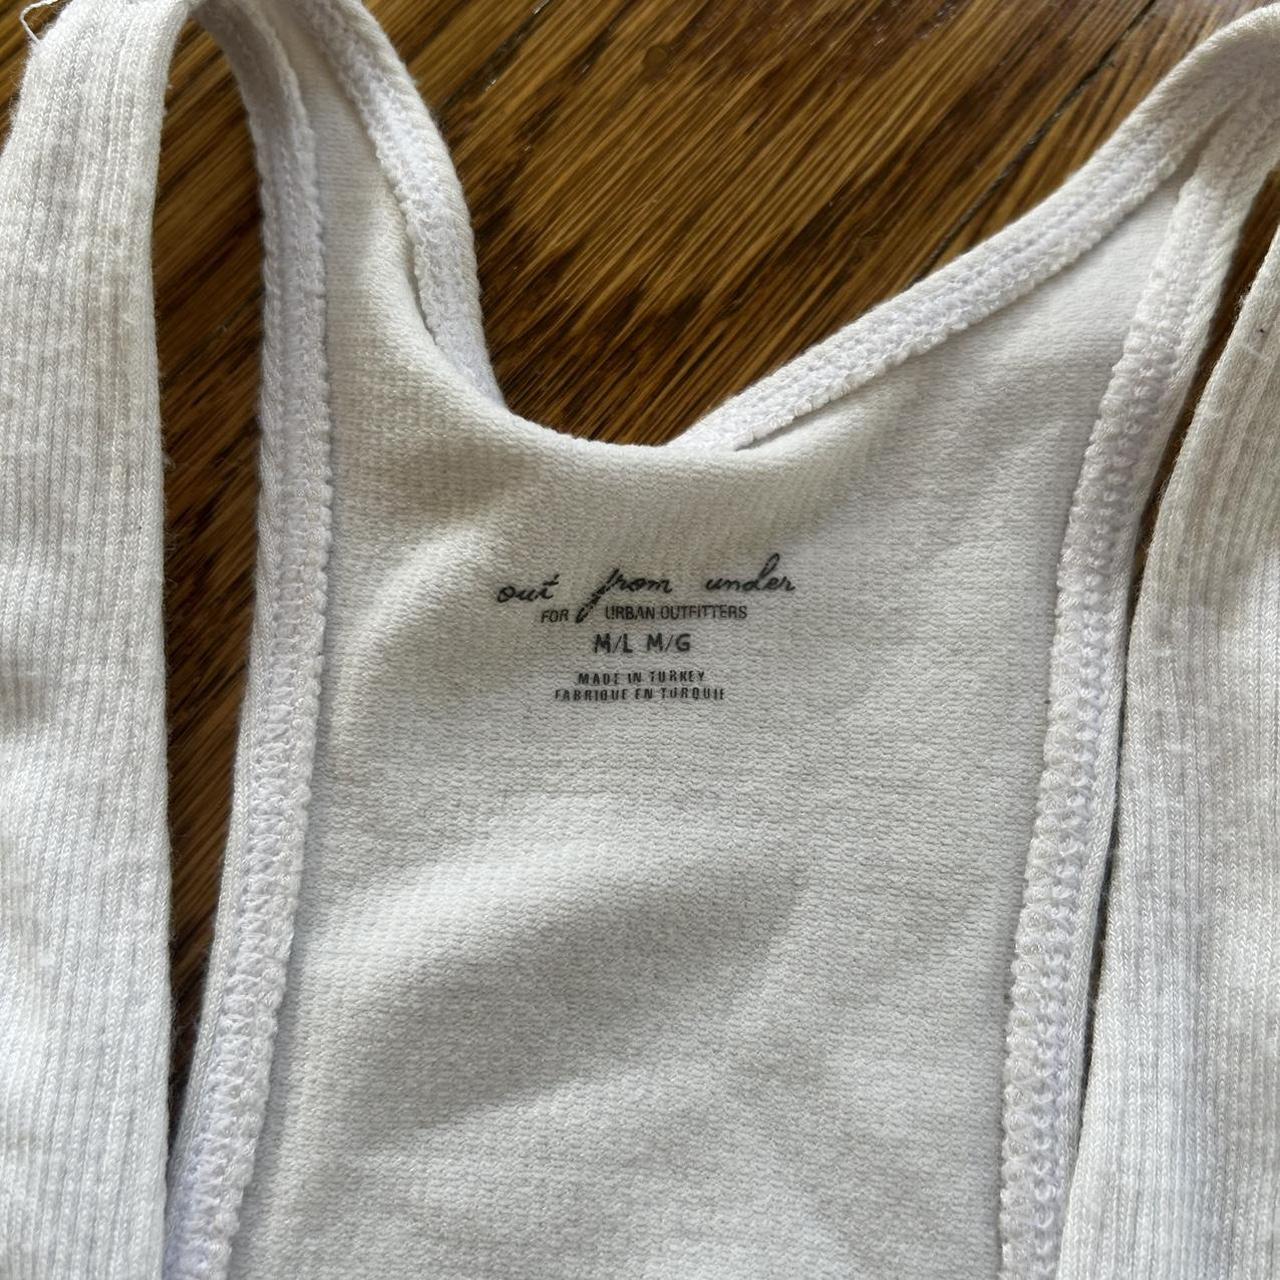 out from under
FOR URBAN OUTFITTERS
M/L M/G
MADE IN TURKEY
FABRIQUE EN TURQUIE